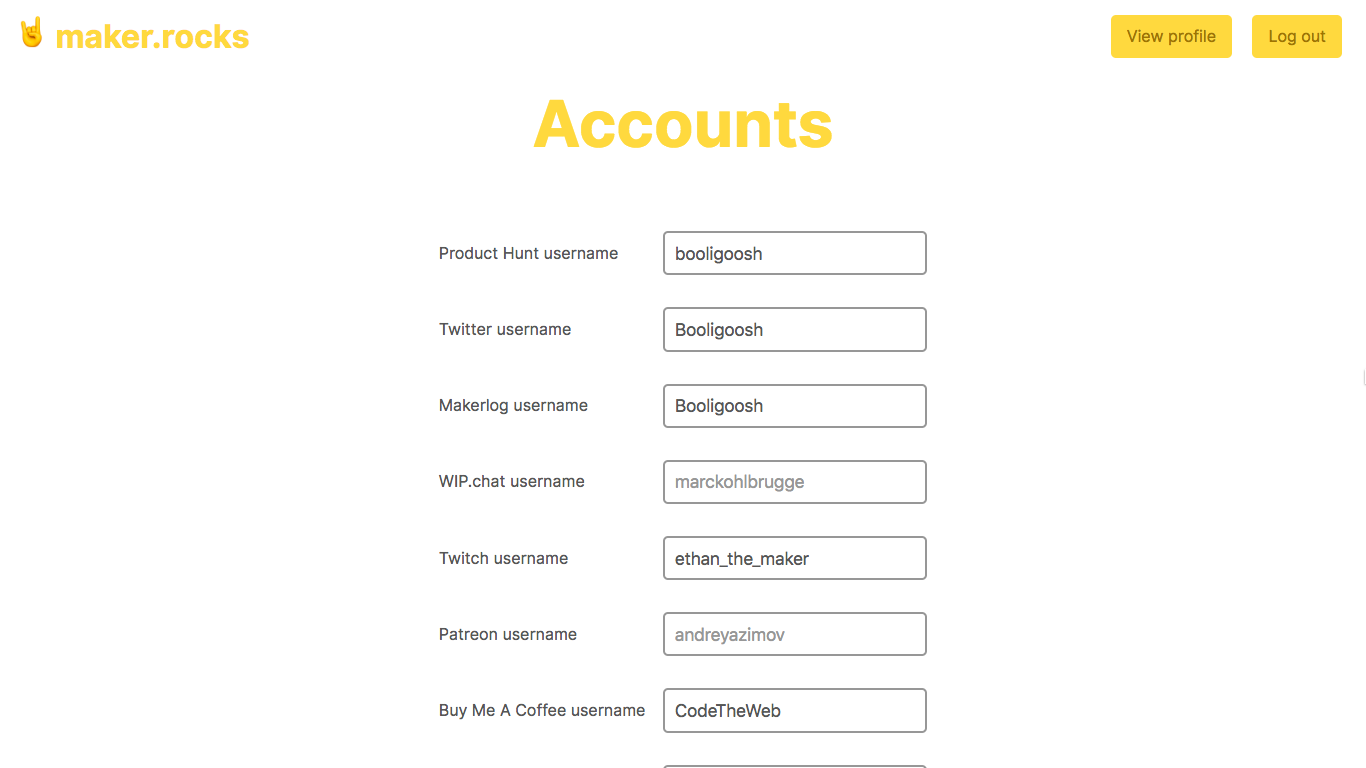 maker.rocks
View profile
Log out
Accounts
Product Hunt username booligoosh
Twitter username Booligoosh
Makerlog username Booligoosh
WIP.chat username marckohlbrugge
Twitch username ethan_the_maker
Patreon username andreyazimov
Buy Me A Coffee username CodeTheWeb